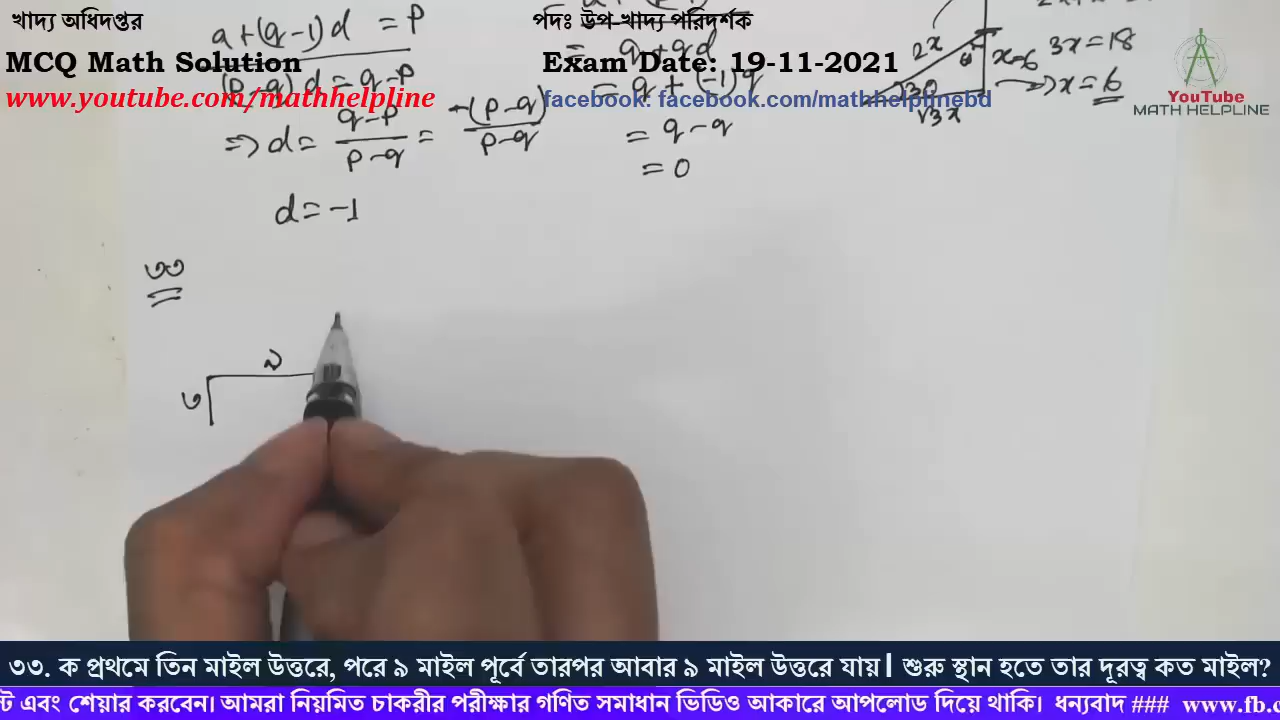 খাদ্য অধিদপ্তর
পদঃ উপ-খাদ্য পরিদর্শক
MCQ Math Solution
Exam Date: 19-11-2021
www.youtube.com/mathhelpline
facebook: facebook.com/mathhelplinebd
YouTube
MATH HELPLINE
a+(q-1)d = p
(p-q)d = q-p
⇒ d = q-p/p-q = -(p-q)/p-q
d = -1
= q+qd
= q+(-1)q
= q-q
= 0
2x
x=6
30
√3x
3x=18
⇒ x=6
৩৩
৯
৩
৩৩. ক প্রথমে তিন মাইল উত্তরে, পরে ৯ মাইল পূর্বে তারপর আবার ৯ মাইল উত্তরে যায়| শুরু স্থান হতে তার দূরত্ব কত মাইল?
এবং শেয়ার করবেন। আমরা নিয়মিত চাকরীর পরীক্ষার গণিত সমাধান ভিডিও আকারে আপলোড দিয়ে থাকি। ধন্যবাদ ### www.fb.c